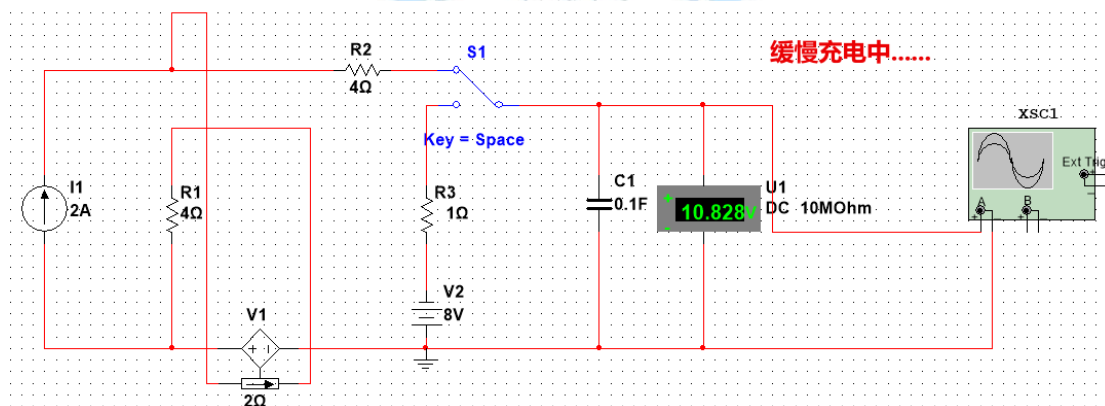 缓慢充电中......
R2
4Ω
S1
Key = Space
XSC1
Ext Trig
A
B
I1
2A
R1
4Ω
R3
1Ω
C1
0.1F
10.828V
U1
DC 10MOhm
V2
8V
V1
2Ω